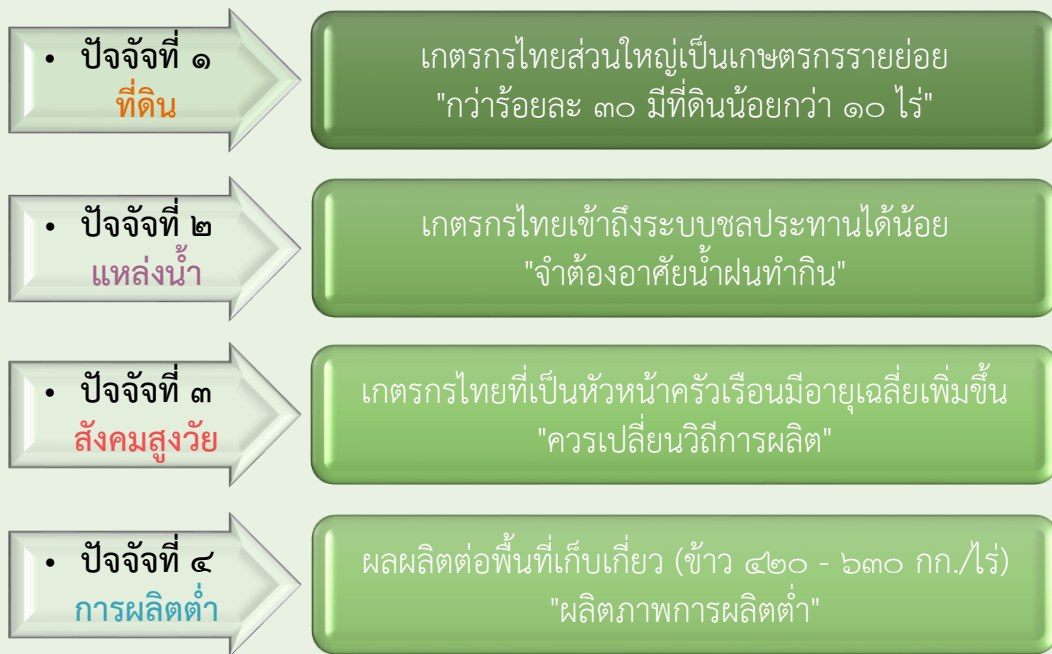 • ปัจจัยที่ ๑
ที่ดิน
เกตรกรไทยส่วนใหญ่เป็นเกษตรกรรายย่อย
"กว่าร้อยละ ๓๐ มีที่ดินน้อยกว่า ๑๐ ไร่"
• ปัจจัยที่ ๒
แหล่งน้ำ
เกตรกรไทยเข้าถึงระบบชลประทานได้น้อย
"จำต้องอาศัยน้ำฝนทำกิน"
• ปัจจัยที่ ๓
สังคมสูงวัย
เกตรกรไทยที่เป็นหัวหน้าครัวเรือนมีอายุเฉลี่ยเพิ่มขึ้น
"ควรเปลี่ยนวิถีการผลิต"
• ปัจจัยที่ ๔
การผลิตต่ำ
ผลผลิตต่อพื้นที่เก็บเกี่ยว (ข้าว ๔๒๐ - ๖๓๐ กก./ไร่)
"ผลิตภาพการผลิตต่ำ"